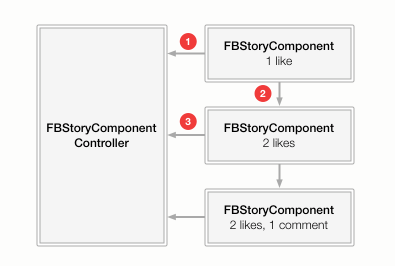 1
FBStoryComponent
1 like
2
FBStoryComponent
Controller
3
FBStoryComponent
2 likes
FBStoryComponent
2 likes, 1 comment